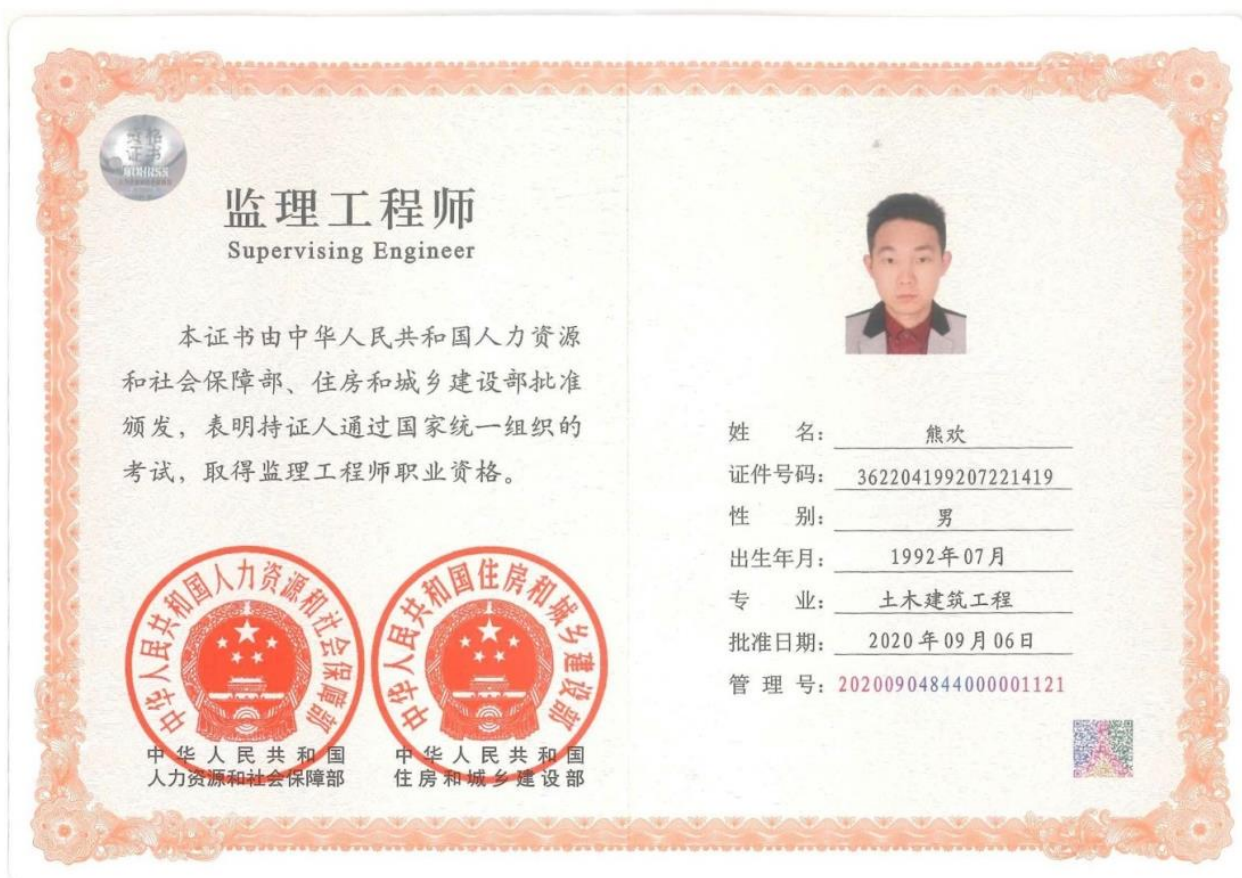 资格
证书
监理工程师
Supervising Engineer
本证书由中华人民共和国人力资源
和社会保障部、住房和城乡建设部批准
颁发，表明持证人通过国家统一组织的
考试，取得监理工程师职业资格。
中华人民共和国人力资源和社会保障部
中华人民共和国
人力资源和社会保障部
中华人民共和国住房和城乡建设部
中华人民共和国
住房和城乡建设部
姓 名：熊欢
证件号码：362204199207221419
性 别：男
出生年月：1992年07月
专 业：土木建筑工程
批准日期：2020年09月06日
管 理 号：20200904844000001121